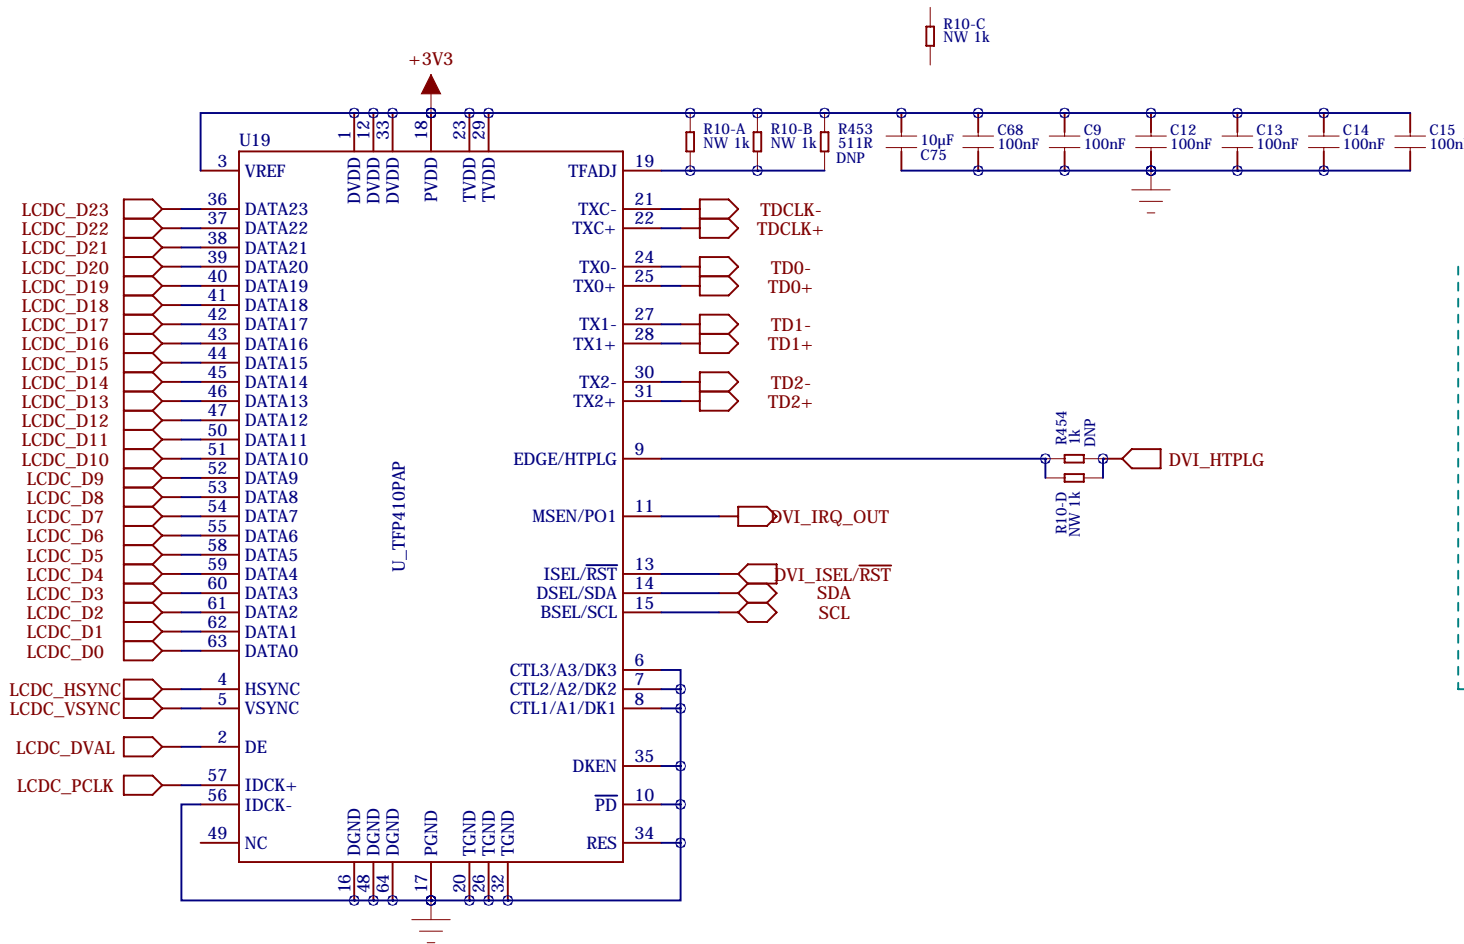 R10-C
NW 1k
+3V3
1
12
33
18
23
29
U19
DVDD
DVDD
DVDD
PVDD
TVDD
TVDD
R10-A
NW 1k
R10-B
NW 1k
R453
511R
DNP
10µF
C75
C68
100nF
C9
100nF
C12
100nF
C13
100nF
C14
100nF
C15
100n
3 VREF
TFADJ 19
LCDC_D23 36 DATA23
LCDC_D22 37 DATA22
LCDC_D21 38 DATA21
LCDC_D20 39 DATA20
LCDC_D19 40 DATA19
LCDC_D18 41 DATA18
LCDC_D17 42 DATA17
LCDC_D16 43 DATA16
LCDC_D15 44 DATA15
LCDC_D14 45 DATA14
LCDC_D13 46 DATA13
LCDC_D12 47 DATA12
LCDC_D11 50 DATA11
LCDC_D10 51 DATA10
LCDC_D9 52 DATA9
LCDC_D8 53 DATA8
LCDC_D7 54 DATA7
LCDC_D6 55 DATA6
LCDC_D5 58 DATA5
LCDC_D4 59 DATA4
LCDC_D3 60 DATA3
LCDC_D2 61 DATA2
LCDC_D1 62 DATA1
LCDC_D0 63 DATA0
LCDC_HSYNC 4 HSYNC
LCDC_VSYNC 5 VSYNC
LCDC_DVAL 2 DE
LCDC_PCLK 57 IDCK+
56 IDCK-
49 NC
U_TFP410PAP
TXC- 21 TDCLK-
TXC+ 22 TDCLK+
TX0- 24 TD0-
TX0+ 25 TD0+
TX1- 27 TD1-
TX1+ 28 TD1+
TX2- 30 TD2-
TX2+ 31 TD2+
EDGE/HTPLG 9
R454
1k
DNP
DVI_HTPLG
R10-D
NW 1k
MSEN/PO1 11 DVI_IRQ_OUT
ISEL/RST 13 DVI_ISEL/RST
DSEL/SDA 14 SDA
BSEL/SCL 15 SCL
CTL3/A3/DK3 6
CTL2/A2/DK2 7
CTL1/A1/DK1 8
DKEN 35
PD 10
RES 34
DGND
DGND
DGND
PGND
TGND
TGND
TGND
16
48
64
17
20
26
32